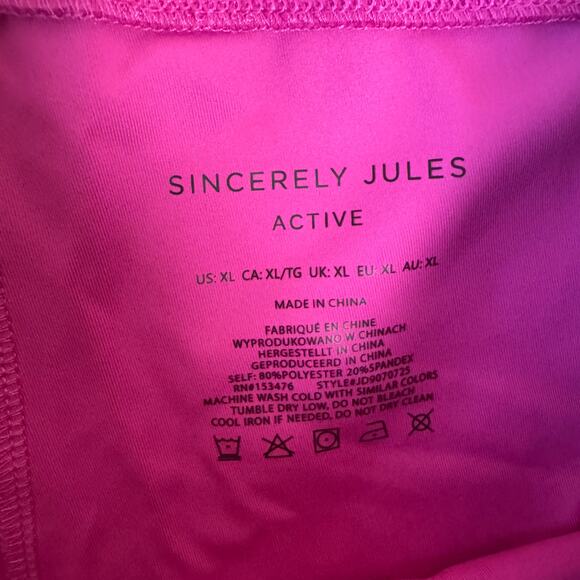 SINCERELY JULES
ACTIVE
US: XL CA: XL/TG UK: XL EU: XL AU: XL
MADE IN CHINA
FABRIQUÉ EN CHINE
WYPRODUKOWANO W CHINACH
HERGESTELLT IN CHINA
GEPRODUCEERD IN CHINA
SELF: 80%POLYESTER 20%SPANDEX
RN#153476 STYLE#JD9070725
MACHINE WASH COLD WITH SIMILAR COLORS
TUMBLE DRY LOW, DO NOT BLEACH
COOL IRON IF NEEDED, DO NOT DRY CLEAN